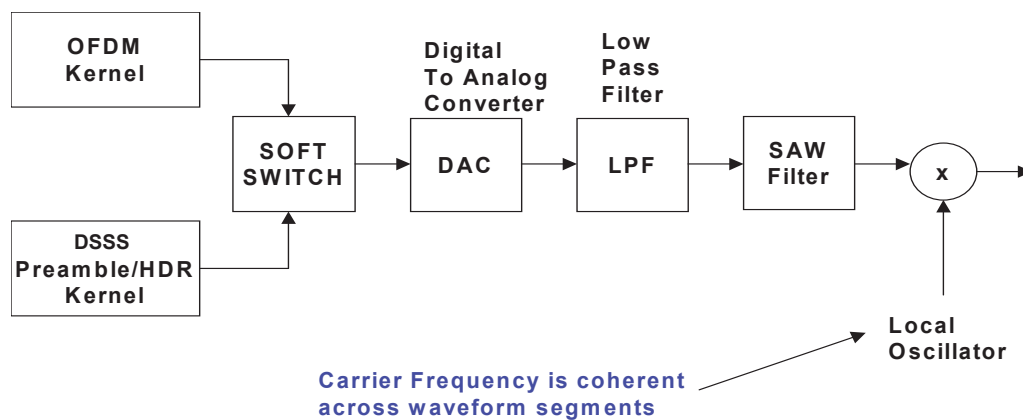 OFDM
Kernel
Digital
To Analog
Converter
Low
Pass
Filter
SOFT
SWITCH
DAC
LPF
SAW
Filter
x
DSSS
Preamble/HDR
Kernel
Local
Oscillator
Carrier Frequency is coherent
across waveform segments